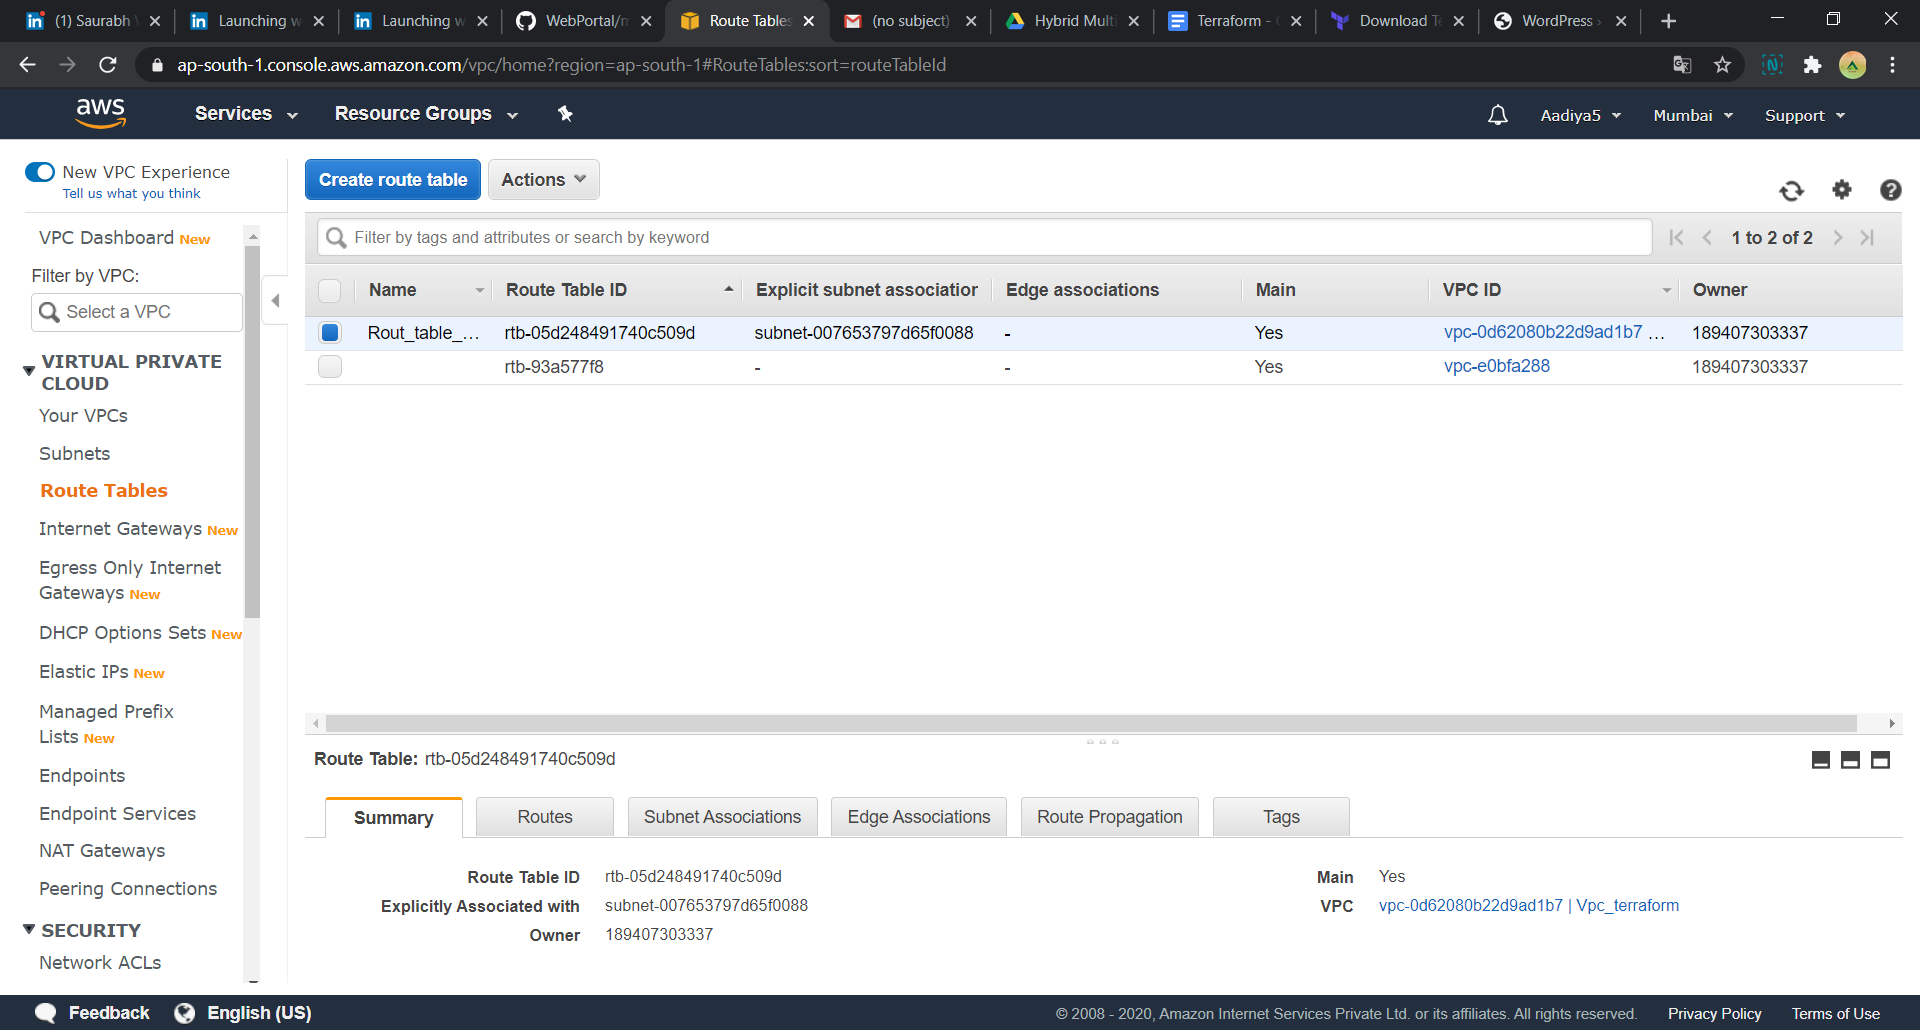 (1) Saurabh
Launching w
Launching w
WebPortal/m
Route Tables
(no subject)
Hybrid Multi
Terraform -
Download Te
WordPress ›
ap-south-1.console.aws.amazon.com/vpc/home?region=ap-south-1#RouteTables:sort=routeTableId
aws
Services
Resource Groups
Aadiya5
Mumbai
Support
New VPC Experience
Tell us what you think
Create route table
Actions
VPC Dashboard New
Filter by VPC:
Select a VPC
VIRTUAL PRIVATE
CLOUD
Your VPCs
Subnets
Route Tables
Internet Gateways New
Egress Only Internet
Gateways New
DHCP Options Sets New
Elastic IPs New
Managed Prefix
Lists New
Endpoints
Endpoint Services
NAT Gateways
Peering Connections
SECURITY
Network ACLs
Filter by tags and attributes or search by keyword
1 to 2 of 2
Name Route Table ID Explicit subnet association Edge associations Main VPC ID Owner
Rout_table_... rtb-05d248491740c509d subnet-007653797d65f0088 - Yes vpc-0d62080b22d9ad1b7 ... 189407303337
rtb-93a577f8 - - Yes vpc-e0bfa288 189407303337
Route Table: rtb-05d248491740c509d
Summary
Routes
Subnet Associations
Edge Associations
Route Propagation
Tags
Route Table ID rtb-05d248491740c509d
Explicitly Associated with subnet-007653797d65f0088
Owner 189407303337
Main Yes
VPC vpc-0d62080b22d9ad1b7 | Vpc_terraform
Feedback
English (US)
© 2008 - 2020, Amazon Internet Services Private Ltd. or its affiliates. All rights reserved.
Privacy Policy
Terms of Use